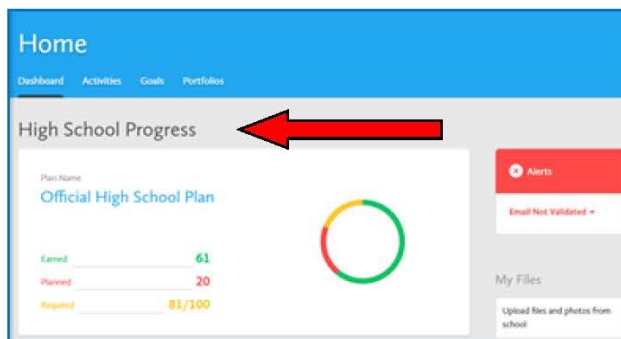 Home
Dashboard Activities Goals Portfolios
High School Progress
Plan Name
Official High School Plan
Earned 61
Planned 20
Required 81/100
Alerts
Email Not Validated
My Files
Upload files and photos from
school